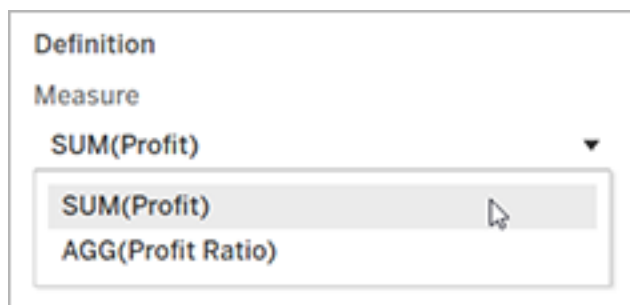 Definition
Measure
SUM(Profit)
SUM(Profit)
AGG(Profit Ratio)